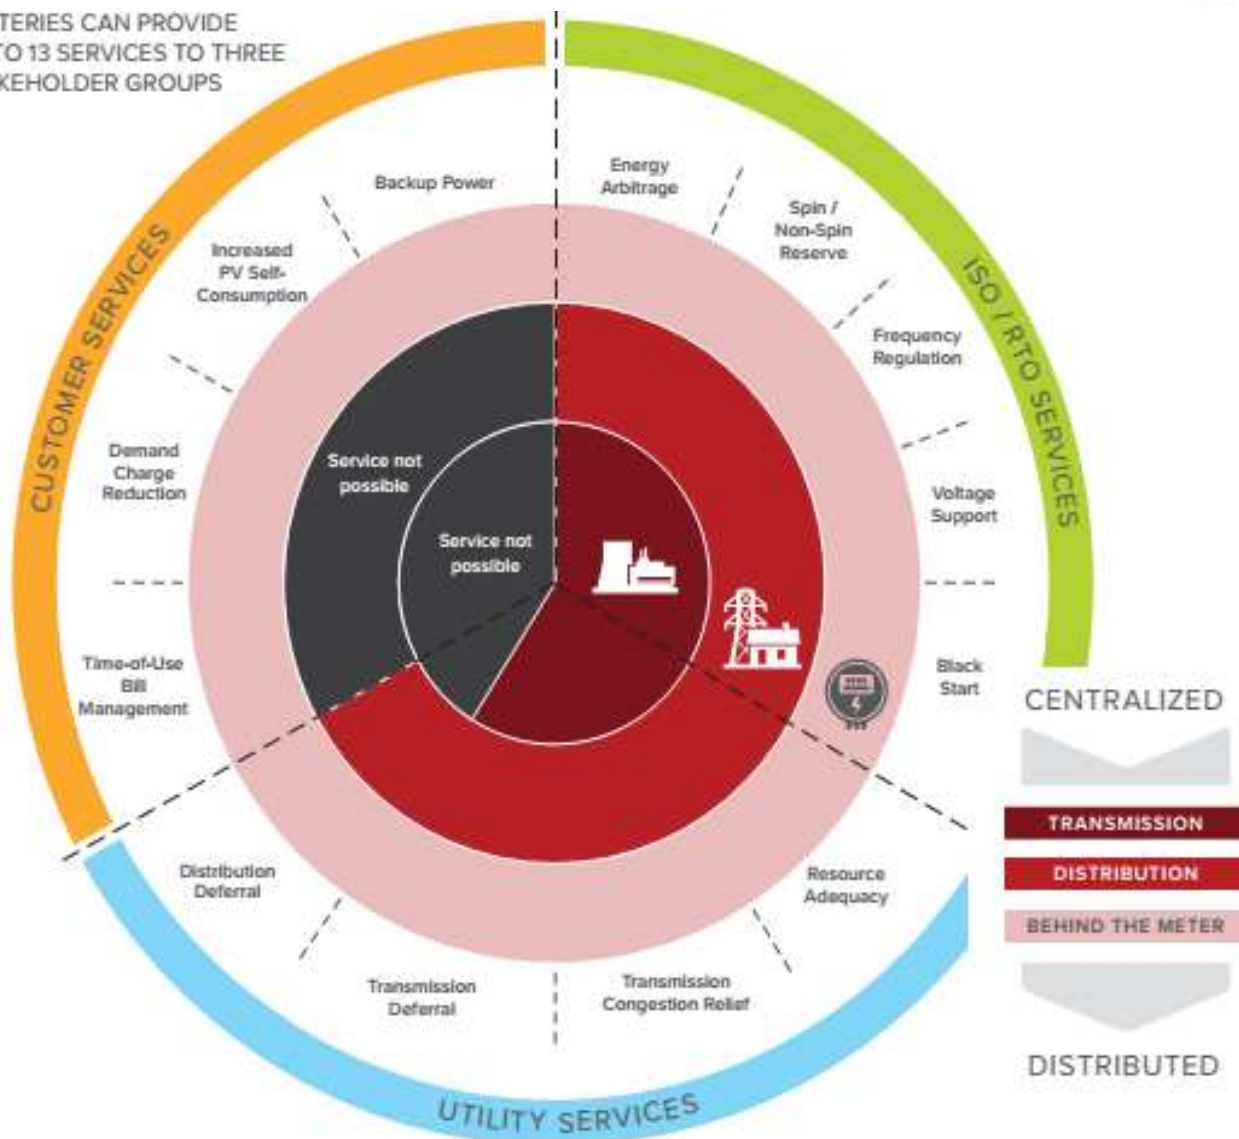 TERIES CAN PROVIDE
TO 13 SERVICES TO THREE
KEHOLDER GROUPS
CUSTOMER SERVICES
ISO / RTO SERVICES
UTILITY SERVICES
Backup Power
Energy
Arbitrage
Spin /
Non-Spin
Reserve
Increased
PV Self-
Consumption
Frequency
Regulation
Demand
Charge
Reduction
Service not
possible
Voltage
Support
Service not
possible
Time-of-Use
Bill
Management
Black
Start
Distribution
Deferral
Resource
Adequacy
Transmission
Deferral
Transmission
Congestion Relief
CENTRALIZED
TRANSMISSION
DISTRIBUTION
BEHIND THE METER
DISTRIBUTED